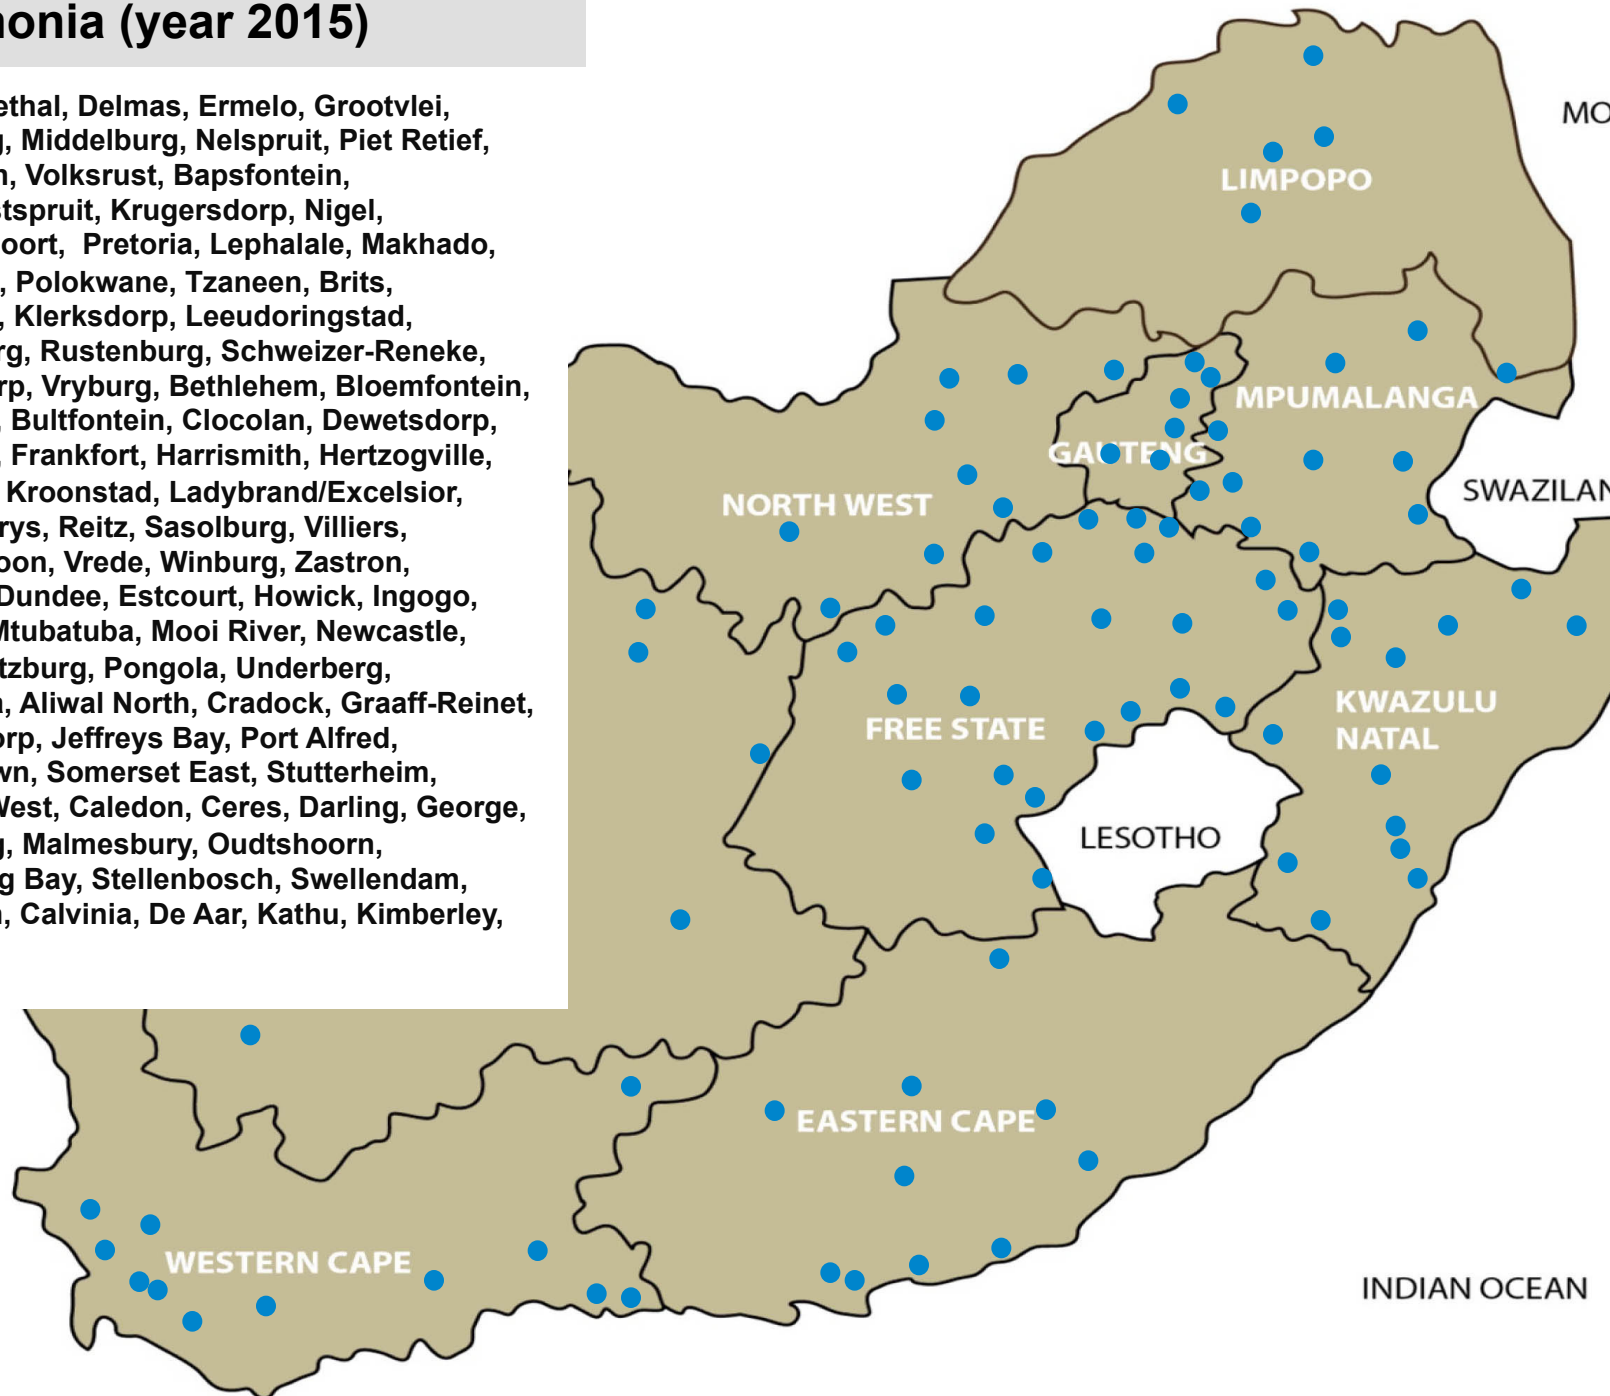 nonia (year 2015)
ethal, Delmas, Ermelo, Grootvlei,
g, Middelburg, Nelspruit, Piet Retief,
n, Volksrust, Bapsfontein,
stspruit, Krugersdorp, Nigel,
oort, Pretoria, Lephalale, Makhado,
, Polokwane, Tzaneen, Brits,
, Klerksdorp, Leeudoringstad,
rg, Rustenburg, Schweizer-Reneke,
rp, Vryburg, Bethlehem, Bloemfontein,
, Bultfontein, Clocolan, Dewetsdorp,
, Frankfort, Harrismith, Hertzogville,
Kroonstad, Ladybrand/Excelsior,
rys, Reitz, Sasolburg, Villiers,
oon, Vrede, Winburg, Zastron,
Dundee, Estcourt, Howick, Ingogo,
Mtubatuba, Mooi River, Newcastle,
itzburg, Pongola, Underberg,
a, Aliwal North, Cradock, Graaff-Reinet,
orp, Jeffreys Bay, Port Alfred,
wn, Somerset East, Stutterheim,
West, Caledon, Ceres, Darling, George,
g, Malmesbury, Oudtshoorn,
g Bay, Stellenbosch, Swellendam,
n, Calvinia, De Aar, Kathu, Kimberley,
MO
LIMPOPO
MPUMALANGA
GAUTENG
SWAZILAN
NORTH WEST
KWAZULU
NATAL
FREE STATE
LESOTHO
EASTERN CAPE
WESTERN CAPE
INDIAN OCEAN